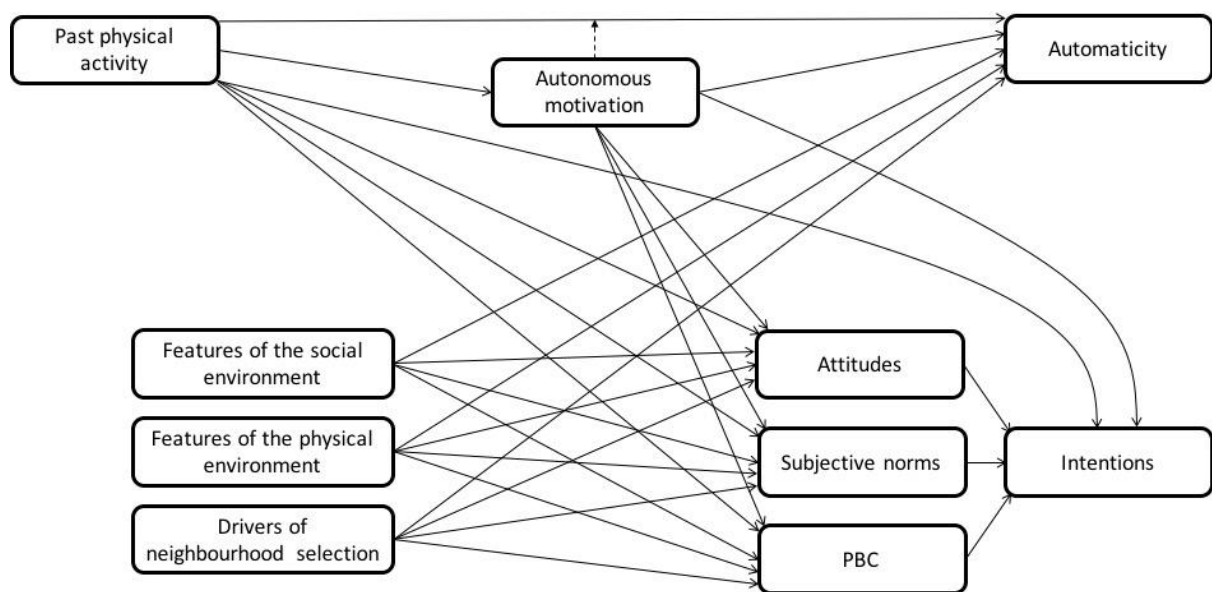 Past physical
activity
Automaticity
Autonomous
motivation
Features of the social
environment
Attitudes
Features of the physical
environment
Subjective norms
Intentions
Drivers of
neighbourhood selection
PBC